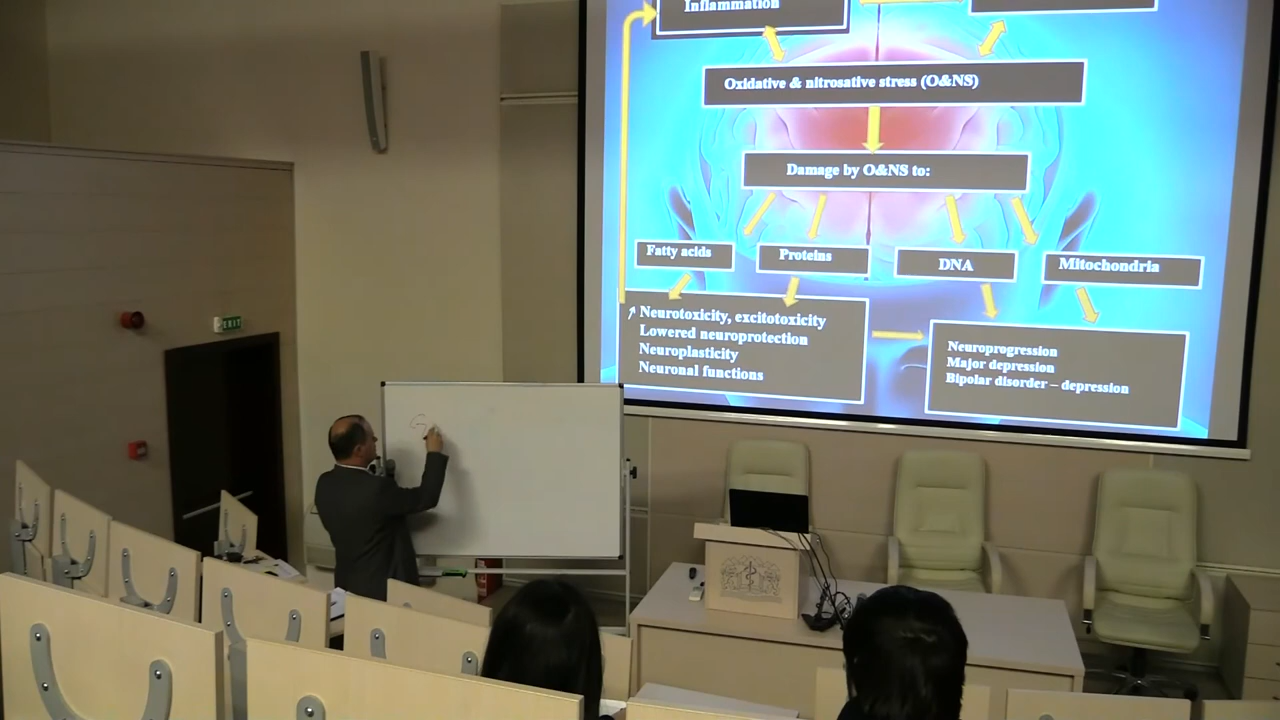 Inflammation
Oxidative & nitrosative stress (O&NS)
Damage by O&NS to:
Fatty acids
Proteins
DNA
Mitochondria
↗ Neurotoxicity, excitotoxicity
Lowered neuroprotection
Neuroplasticity
Neuronal functions
Neuroprogression
Major depression
Bipolar disorder – depression
EXIT